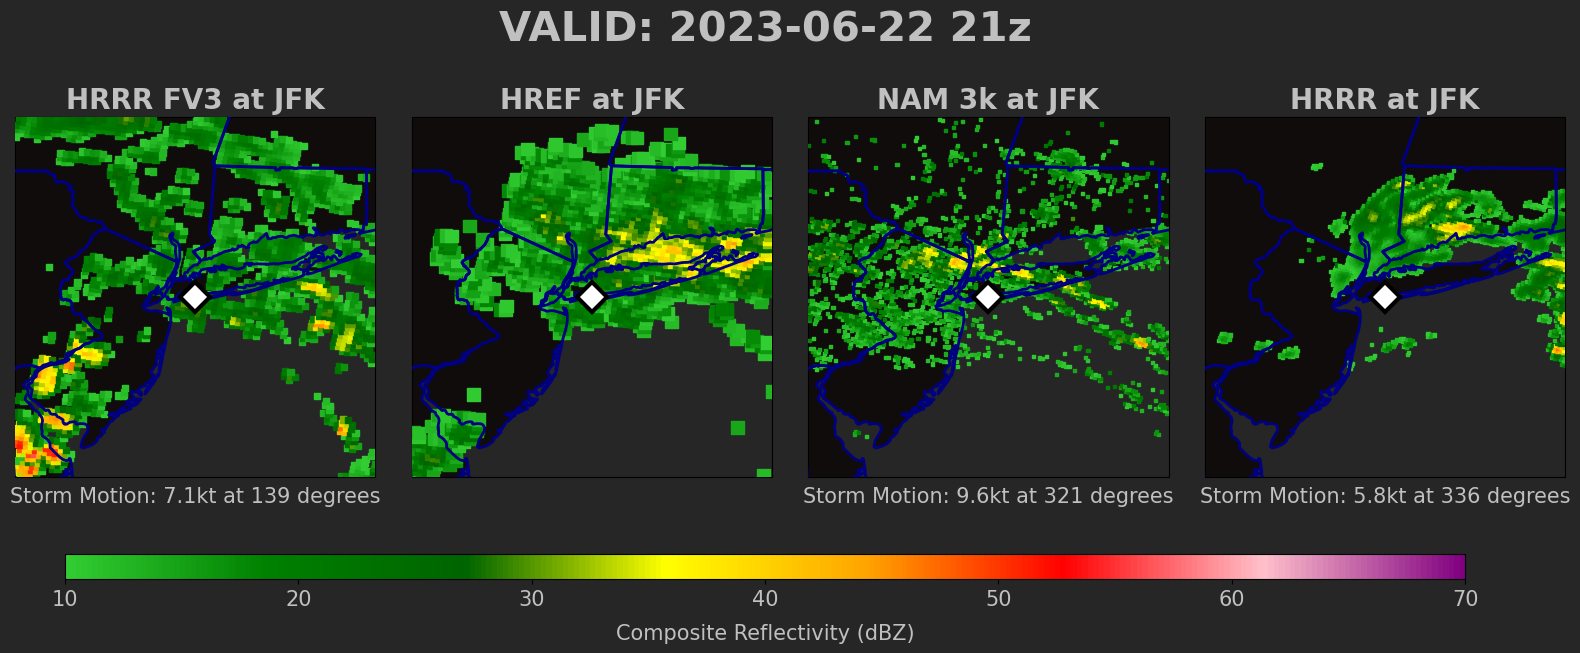 VALID: 2023-06-22 21z
HRRR FV3 at JFK
HREF at JFK
NAM 3k at JFK
HRRR at JFK
Storm Motion: 7.1kt at 139 degrees
Storm Motion: 9.6kt at 321 degrees
Storm Motion: 5.8kt at 336 degrees
10 20 30 40 50 60 70
Composite Reflectivity (dBZ)